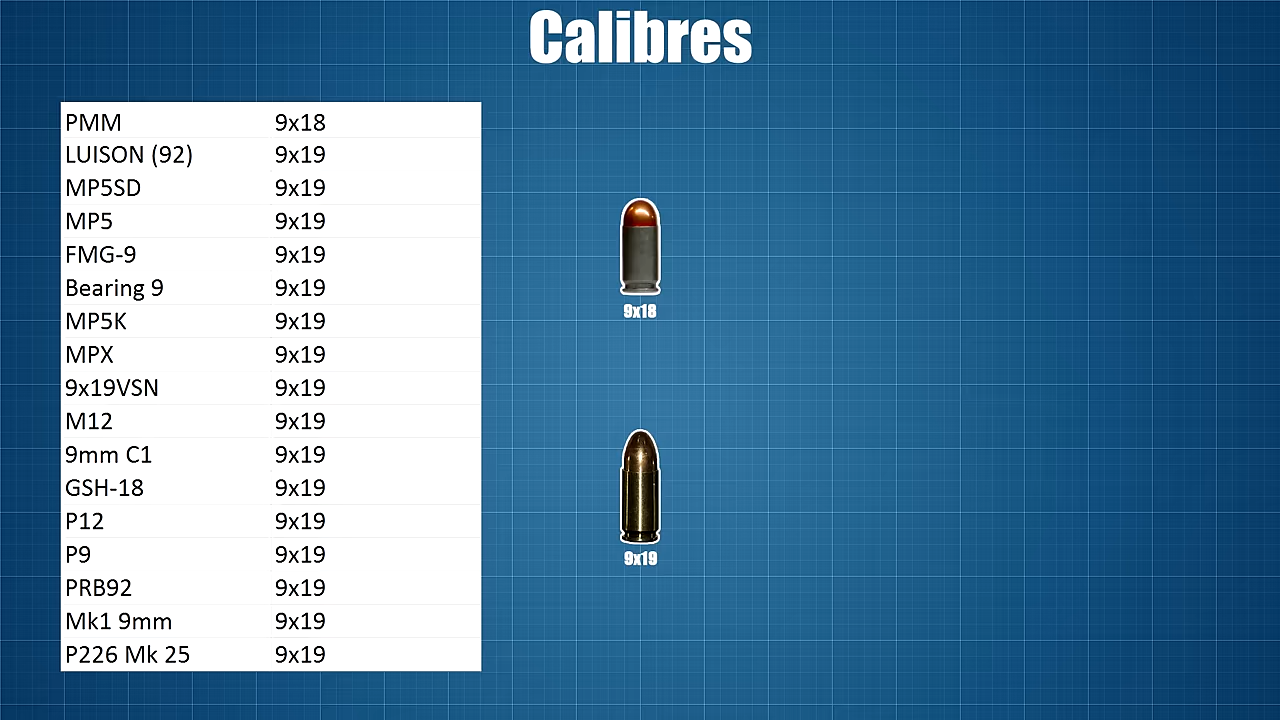 Calibres
PMM 9x18
LUISON (92) 9x19
MP5SD 9x19
MP5 9x19
FMG-9 9x19
Bearing 9 9x19
MP5K 9x19
MPX 9x19
9x19VSN 9x19
M12 9x19
9mm C1 9x19
GSH-18 9x19
P12 9x19
P9 9x19
PRB92 9x19
Mk1 9mm 9x19
P226 Mk 25 9x19
9x18
9x19